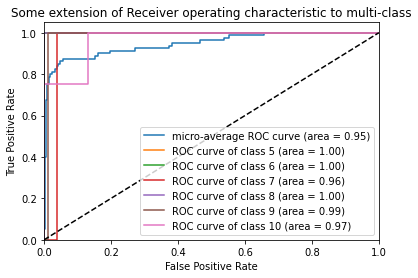 Some extension of Receiver operating characteristic to multi-class
1.0
0.8
0.6
0.4
0.2
0.0
True Positive Rate
micro-average ROC curve (area = 0.95)
ROC curve of class 5 (area = 1.00)
ROC curve of class 6 (area = 1.00)
ROC curve of class 7 (area = 0.96)
ROC curve of class 8 (area = 1.00)
ROC curve of class 9 (area = 0.99)
ROC curve of class 10 (area = 0.97)
0.0 0.2 0.4 0.6 0.8 1.0
False Positive Rate